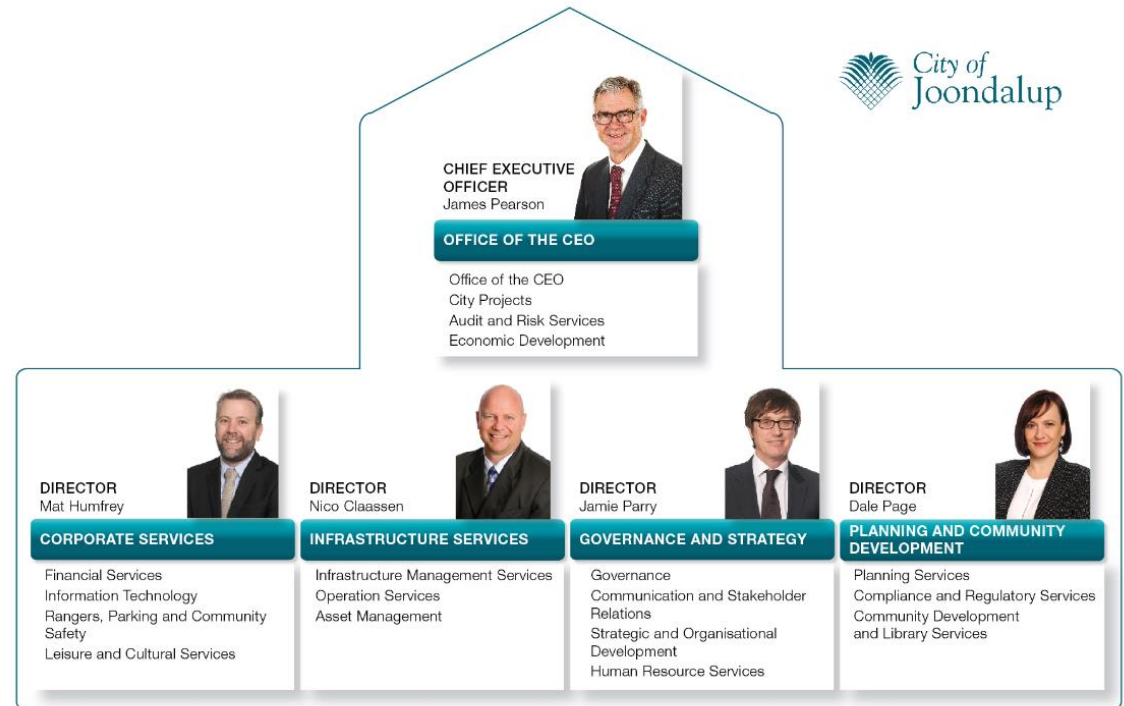 City of
Joondalup
CHIEF EXECUTIVE
OFFICER
James Pearson
OFFICE OF THE CEO
Office of the CEO
City Projects
Audit and Risk Services
Economic Development
DIRECTOR
Mat Humfrey
CORPORATE SERVICES
Financial Services
Information Technology
Rangers, Parking and Community
Safety
Leisure and Cultural Services
DIRECTOR
Nico Claassen
INFRASTRUCTURE SERVICES
Infrastructure Management Services
Operation Services
Asset Management
DIRECTOR
Jamie Parry
GOVERNANCE AND STRATEGY
Governance
Communication and Stakeholder
Relations
Strategic and Organisational
Development
Human Resource Services
DIRECTOR
Dale Page
PLANNING AND COMMUNITY
DEVELOPMENT
Planning Services
Compliance and Regulatory Services
Community Development
and Library Services